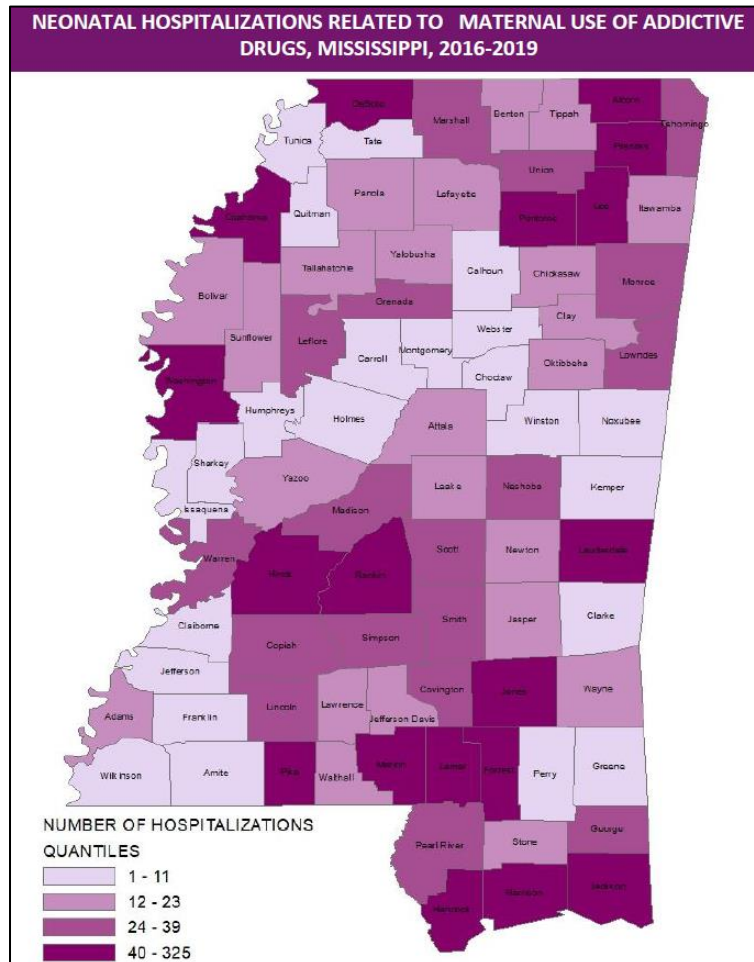 NEONATAL HOSPITALIZATIONS RELATED TO MATERNAL USE OF ADDICTIVE
DRUGS, MISSISSIPPI, 2016-2019
DeSoto
Marshall
Benton
Tippah
Alcorn
Tishomingo
Tunica
Tate
Prentiss
Union
Panola
Lafayette
Coahoma
Quitman
Pontotoc
Lee
Itawamba
Tallahatchie
Yalobusha
Calhoun
Chickasaw
Monroe
Bolivar
Grenada
Sunflower
Leflore
Webster
Clay
Carroll
Montgomery
Lowndes
Oktibbeha
Washington
Choctaw
Humphreys
Holmes
Attala
Winston
Noxubee
Sharkey
Yazoo
Leake
Neshoba
Kemper
Issaquena
Madison
Warren
Hinds
Rankin
Scott
Newton
Lauderdale
Claiborne
Copiah
Simpson
Smith
Jasper
Clarke
Jefferson
Adams
Franklin
Lincoln
Lawrence
Jefferson Davis
Covington
Jones
Wayne
Wilkinson
Amite
Pike
Walthall
Marion
Lamar
Forrest
Perry
Greene
Pearl River
Stone
George
Hancock
Harrison
Jackson
NUMBER OF HOSPITALIZATIONS
QUANTILES
1 - 11
12 - 23
24 - 39
40 - 325